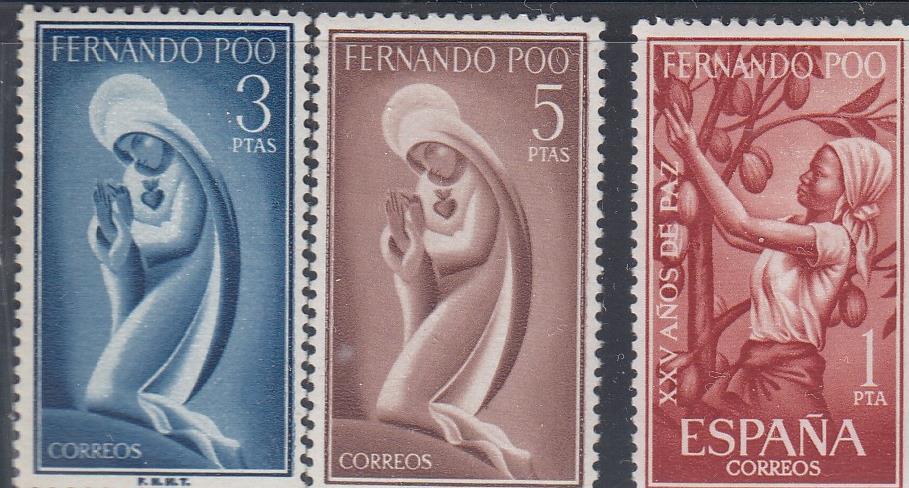 FERNANDO POO
3
PTAS
CORREOS
F.N.M.T.
FERNANDO POO
5
PTAS
CORREOS
FERNANDO POO
XXV AÑOS DE PAZ
1
PTA
ESPAÑA
CORREOS